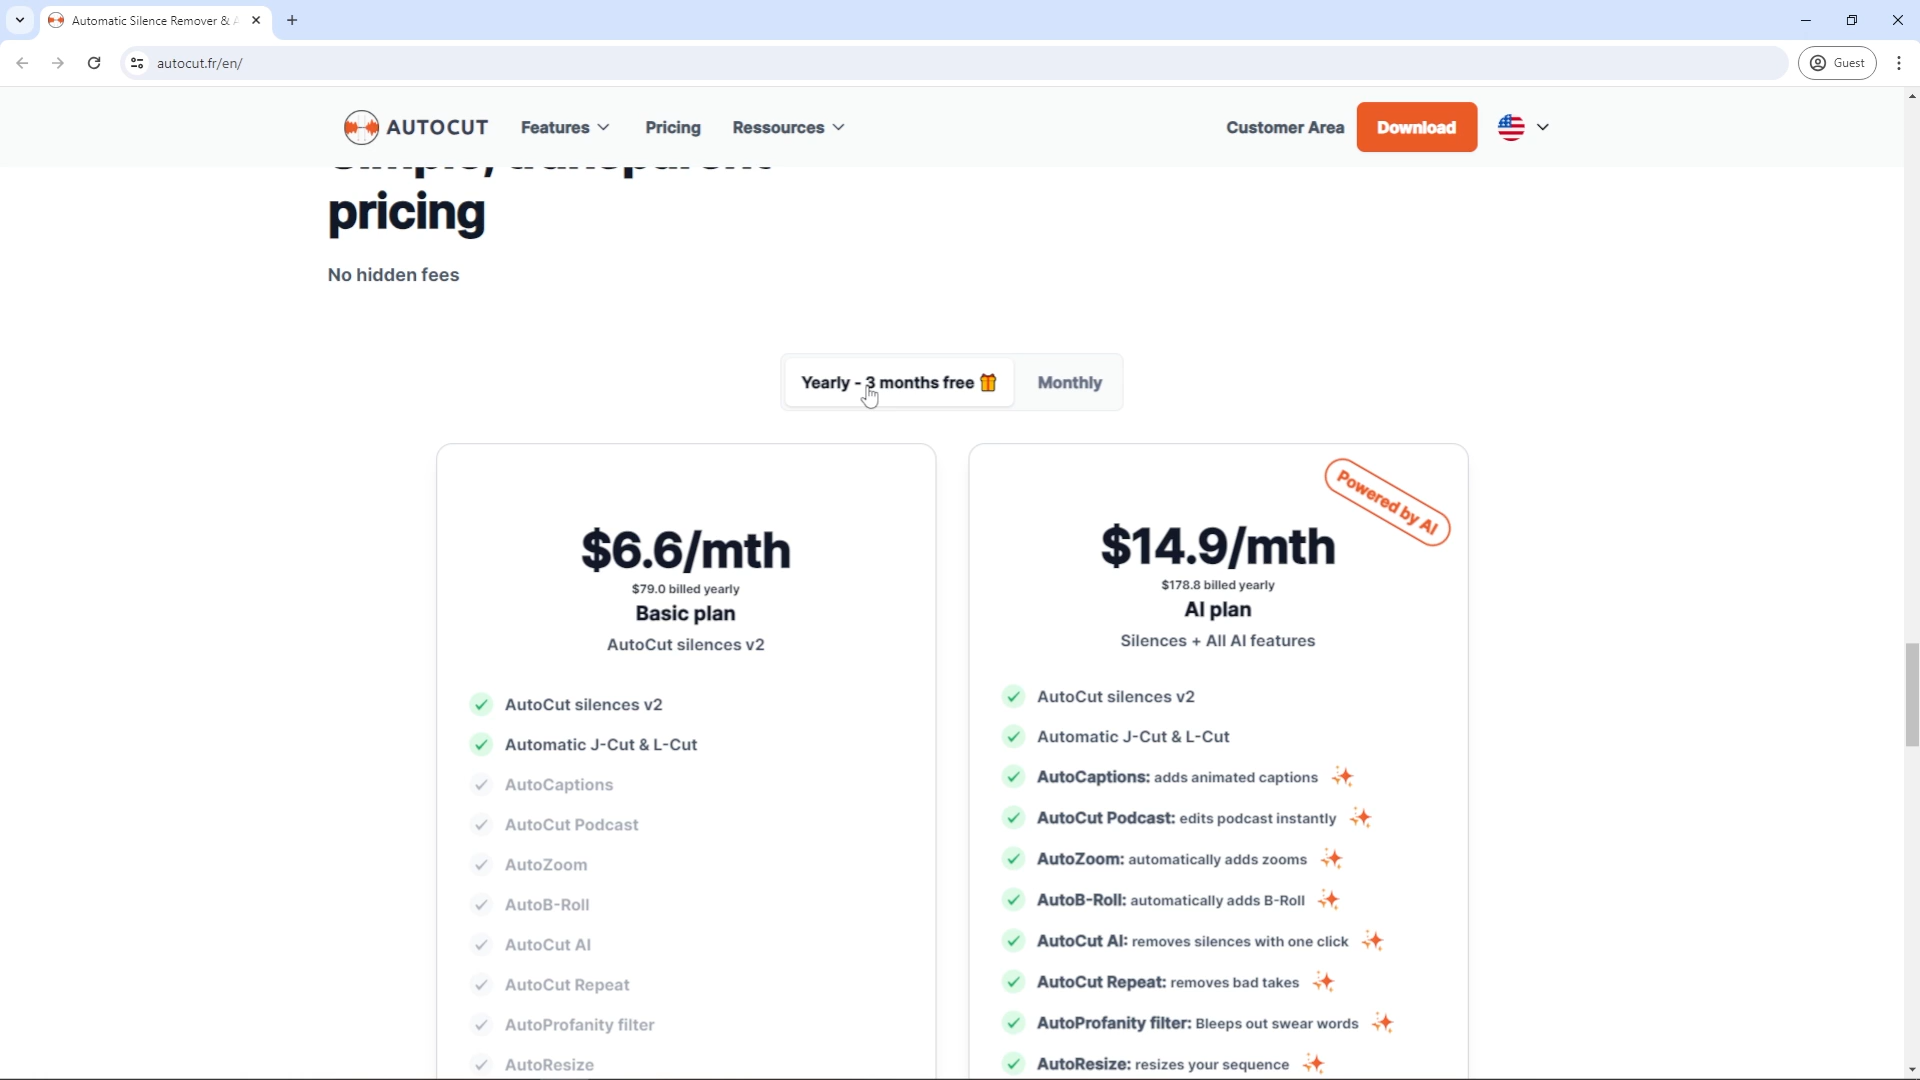 Automatic Silence Remover &
autocut.fr/en/
Guest
AUTOCUT
Features
Pricing
Ressources
Customer Area
Download
Simple, transparent
pricing
No hidden fees
Yearly - 3 months free
Monthly
$6.6/mth
$79.0 billed yearly
Basic plan
AutoCut silences v2
AutoCut silences v2
Automatic J-Cut & L-Cut
AutoCaptions
AutoCut Podcast
AutoZoom
AutoB-Roll
AutoCut AI
AutoCut Repeat
AutoProfanity filter
AutoResize
Powered by AI
$14.9/mth
$178.8 billed yearly
AI plan
Silences + All AI features
AutoCut silences v2
Automatic J-Cut & L-Cut
AutoCaptions: adds animated captions
AutoCut Podcast: edits podcast instantly
AutoZoom: automatically adds zooms
AutoB-Roll: automatically adds B-Roll
AutoCut AI: removes silences with one click
AutoCut Repeat: removes bad takes
AutoProfanity filter: Bleeps out swear words
AutoResize: resizes your sequence